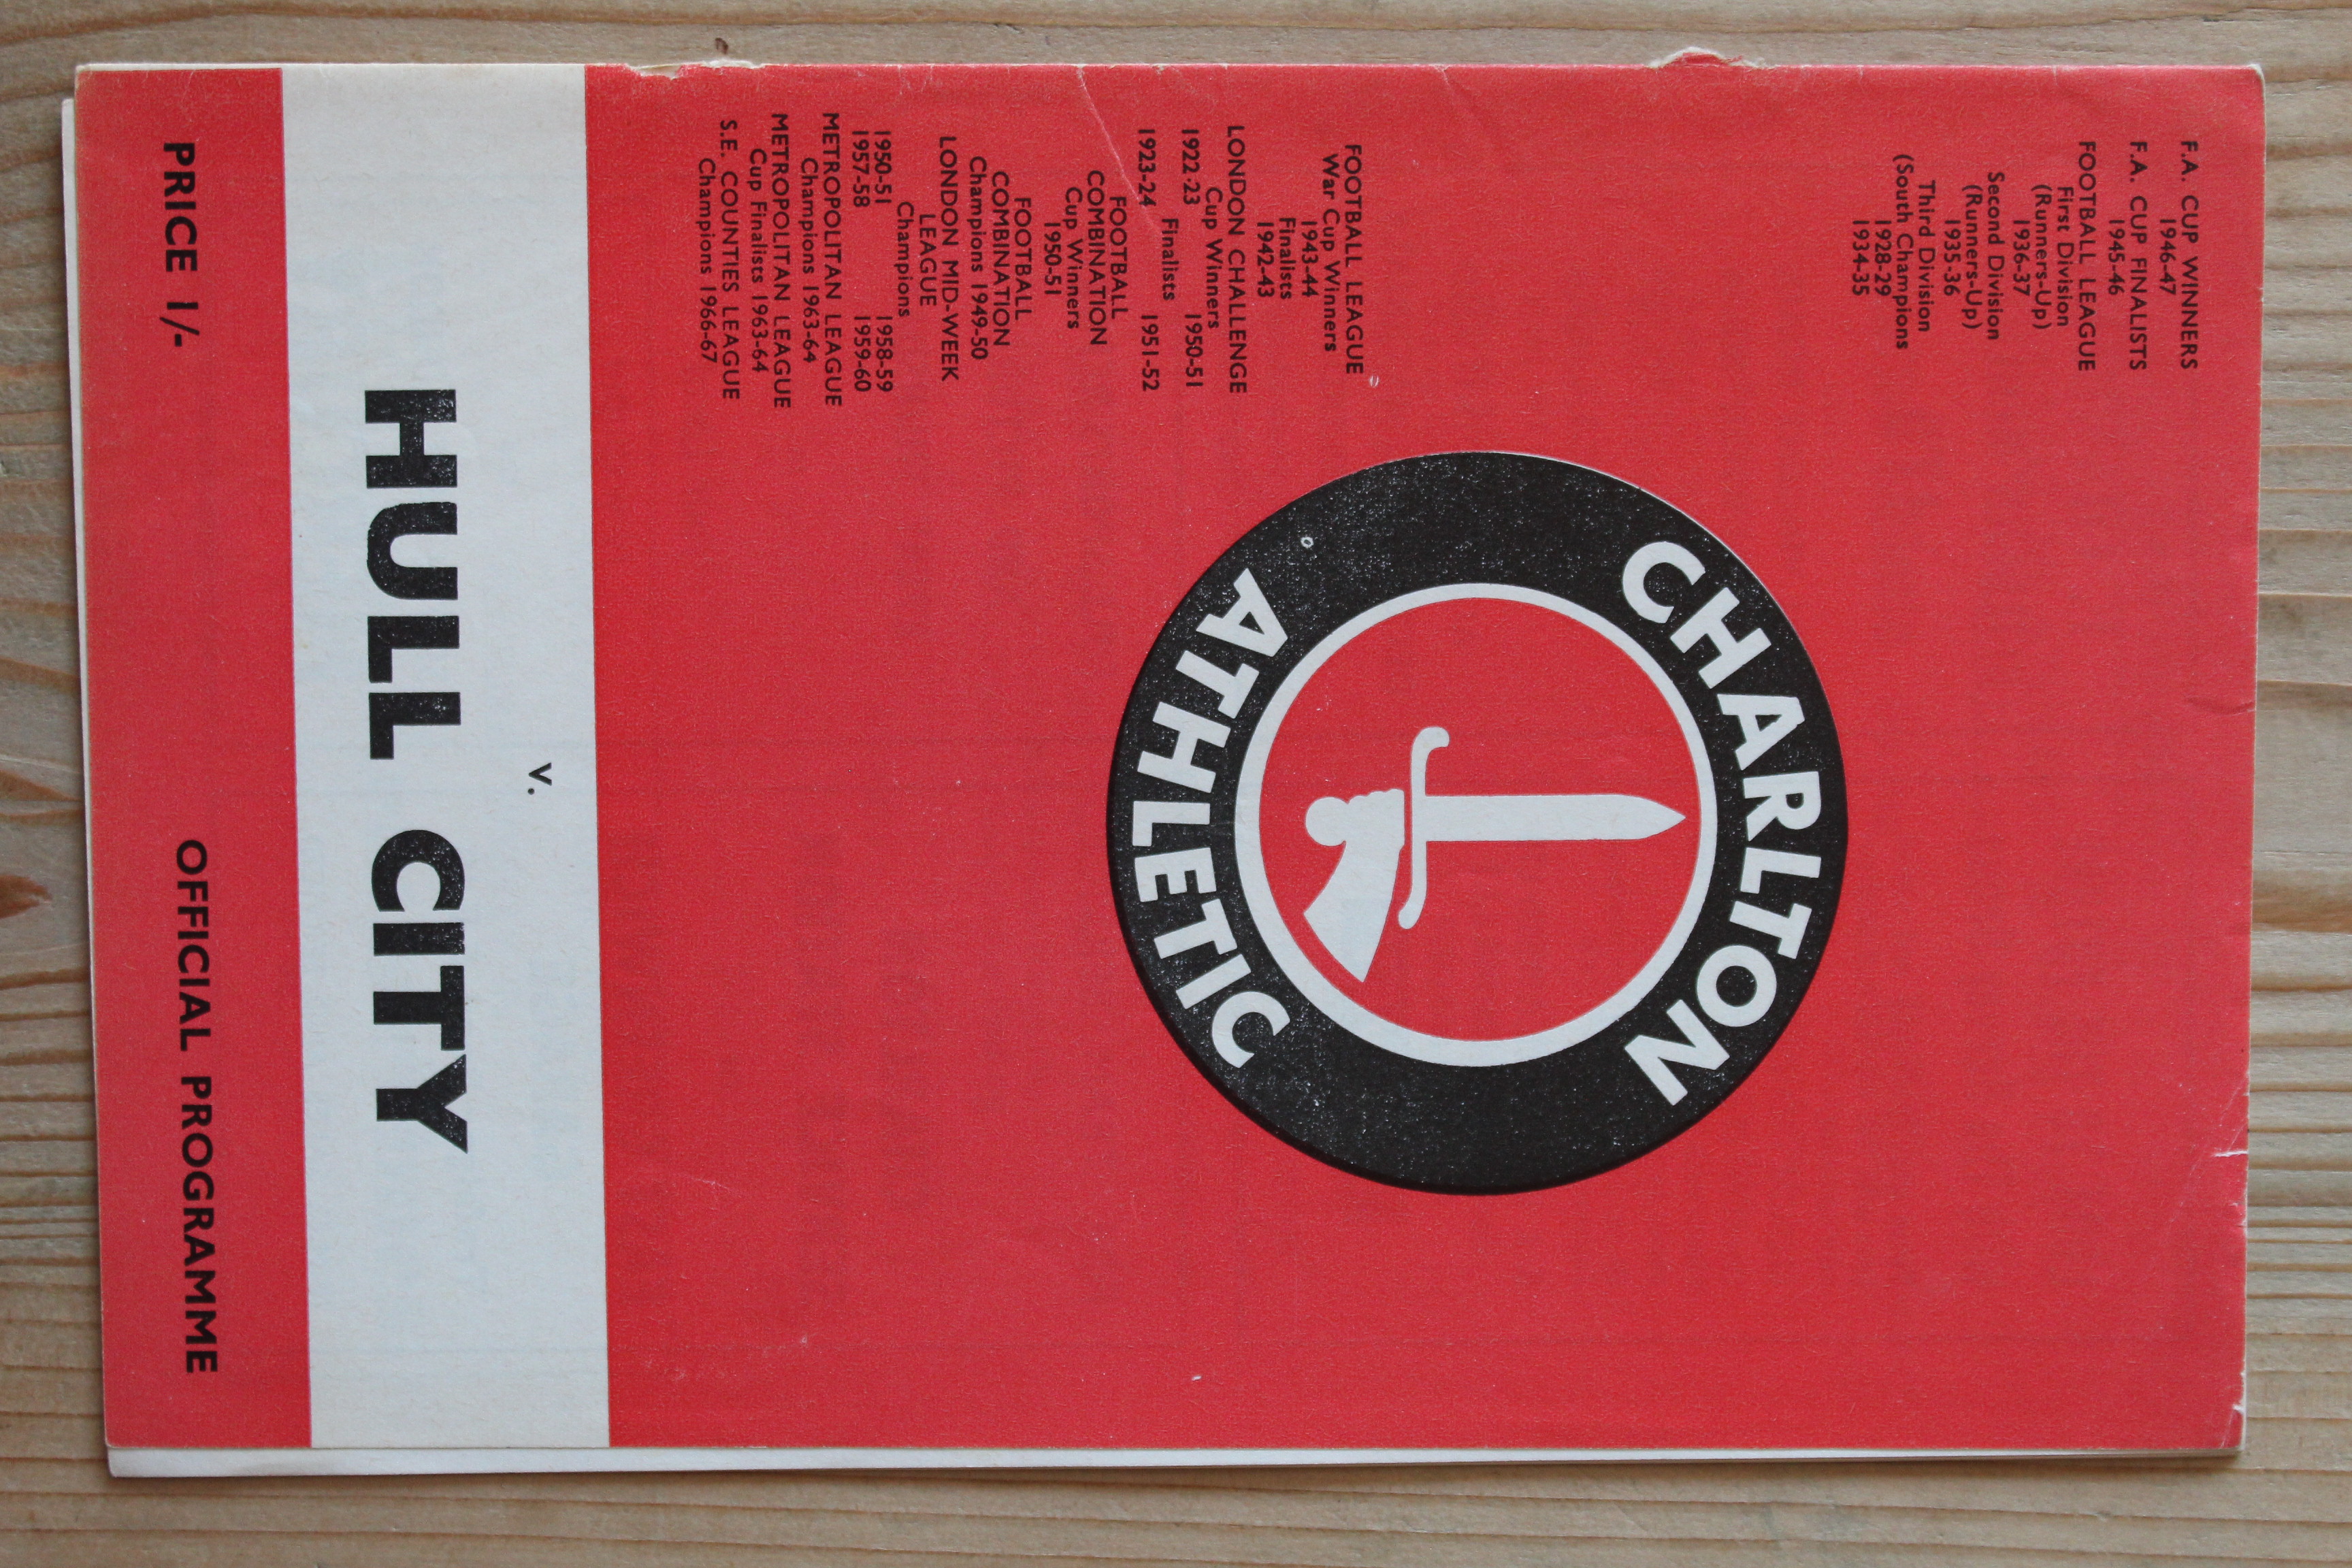 F.A. CUP WINNERS
1946-47
F.A. CUP FINALISTS
1945-46
FOOTBALL LEAGUE
First Division
(Runners-Up)
1936-37
Second Division
(Runners-Up)
1935-36
Third Division
(South Champions
1928-29
1934-35
CHARLTON
ATHLETIC
FOOTBALL LEAGUE
War Cup Winners
1943-44
Finalists
1942-43
LONDON CHALLENGE
Cup Winners
1922-23 1950-51
Finalists
1923-24 1951-52
FOOTBALL
COMBINATION
Cup Winners
1950-51
FOOTBALL
COMBINATION
Champions 1949-50
LONDON MID-WEEK
LEAGUE
Champions
1950-51 1958-59
1957-58 1959-60
METROPOLITAN LEAGUE
Champions 1963-64
METROPOLITAN LEAGUE
Cup Finalists 1963-64
S.E. COUNTIES LEAGUE
Champions 1966-67
v.
HULL CITY
PRICE 1/- OFFICIAL PROGRAMME